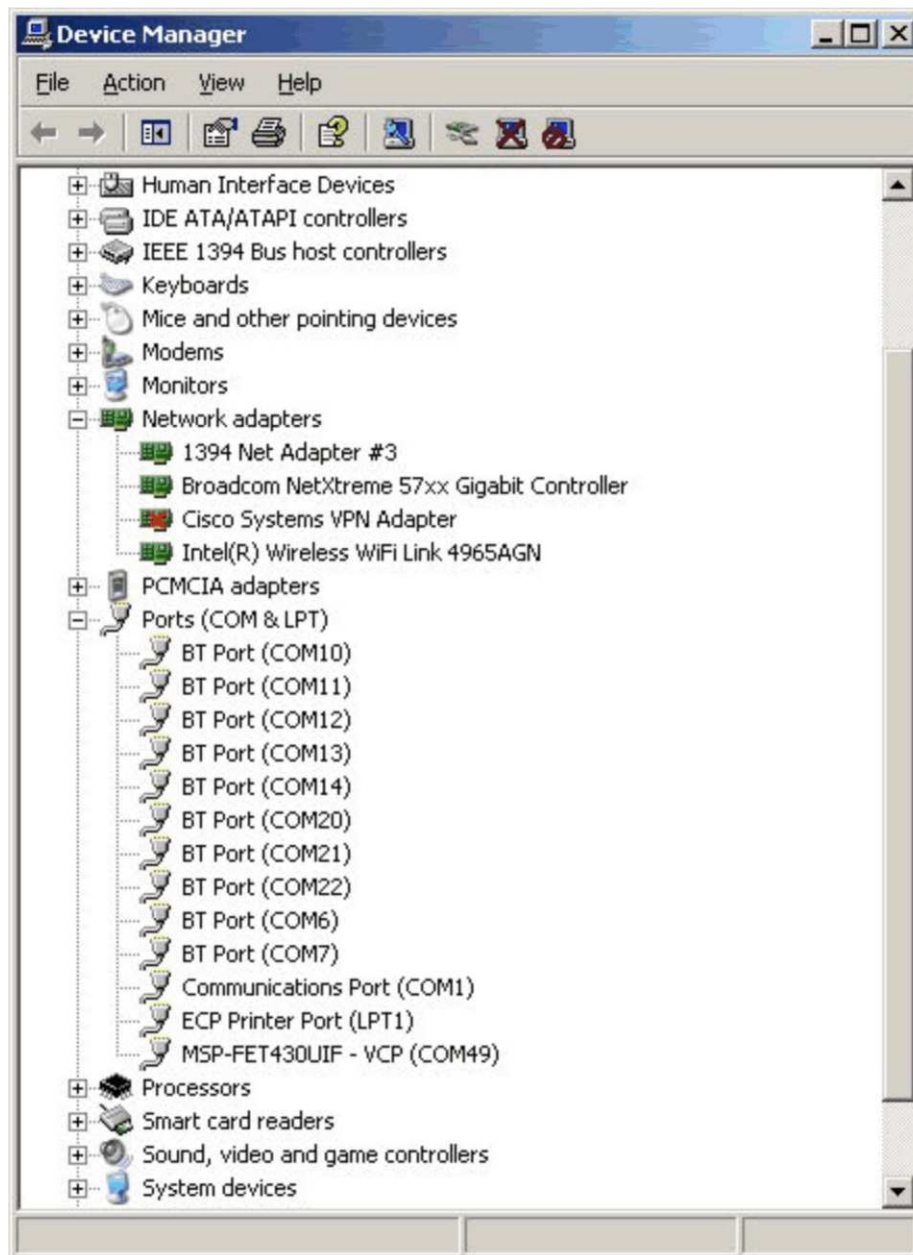 Device Manager
File Action View Help
Human Interface Devices
IDE ATA/ATAPI controllers
IEEE 1394 Bus host controllers
Keyboards
Mice and other pointing devices
Modems
Monitors
Network adapters
1394 Net Adapter #3
Broadcom NetXtreme 57xx Gigabit Controller
Cisco Systems VPN Adapter
Intel(R) Wireless WiFi Link 4965AGN
PCMCIA adapters
Ports (COM & LPT)
BT Port (COM10)
BT Port (COM11)
BT Port (COM12)
BT Port (COM13)
BT Port (COM14)
BT Port (COM20)
BT Port (COM21)
BT Port (COM22)
BT Port (COM6)
BT Port (COM7)
Communications Port (COM1)
ECP Printer Port (LPT1)
MSP-FET430UIF - VCP (COM49)
Processors
Smart card readers
Sound, video and game controllers
System devices